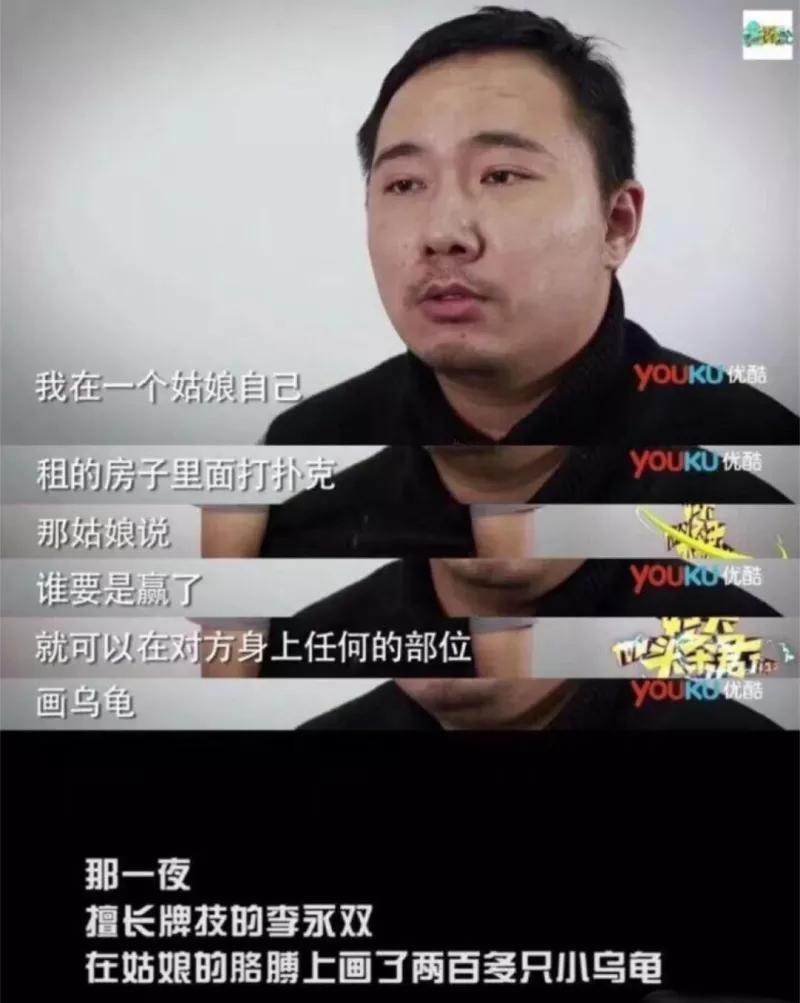 我在一个姑娘自己
YOUKU优酷
租的房子里面打扑克
YOUKU优酷
那姑娘说
谁要是赢了
YOUKU优酷
就可以在对方身上任何的部位
画乌龟
YOUKU优酷
那一夜
擅长牌技的李永双
在姑娘的胳膊上画了两百多只小乌龟